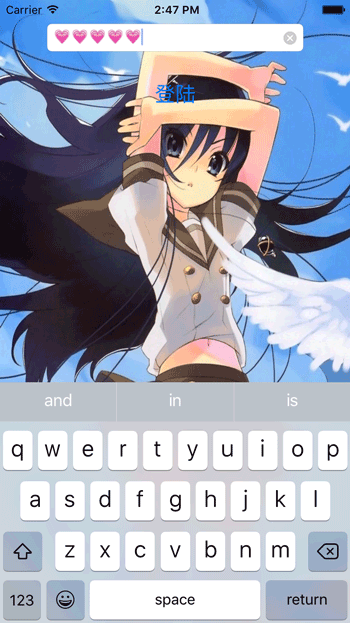 Carrier 2:47 PM
💗💗💗💗💗
登陆
and in is
q w e r t y u i o p
a s d f g h j k l
z x c v b n m
123 space return